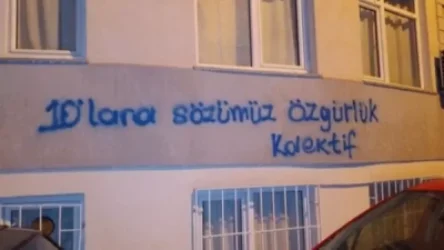 10'lara sözümüz özgürlük
Kolektif